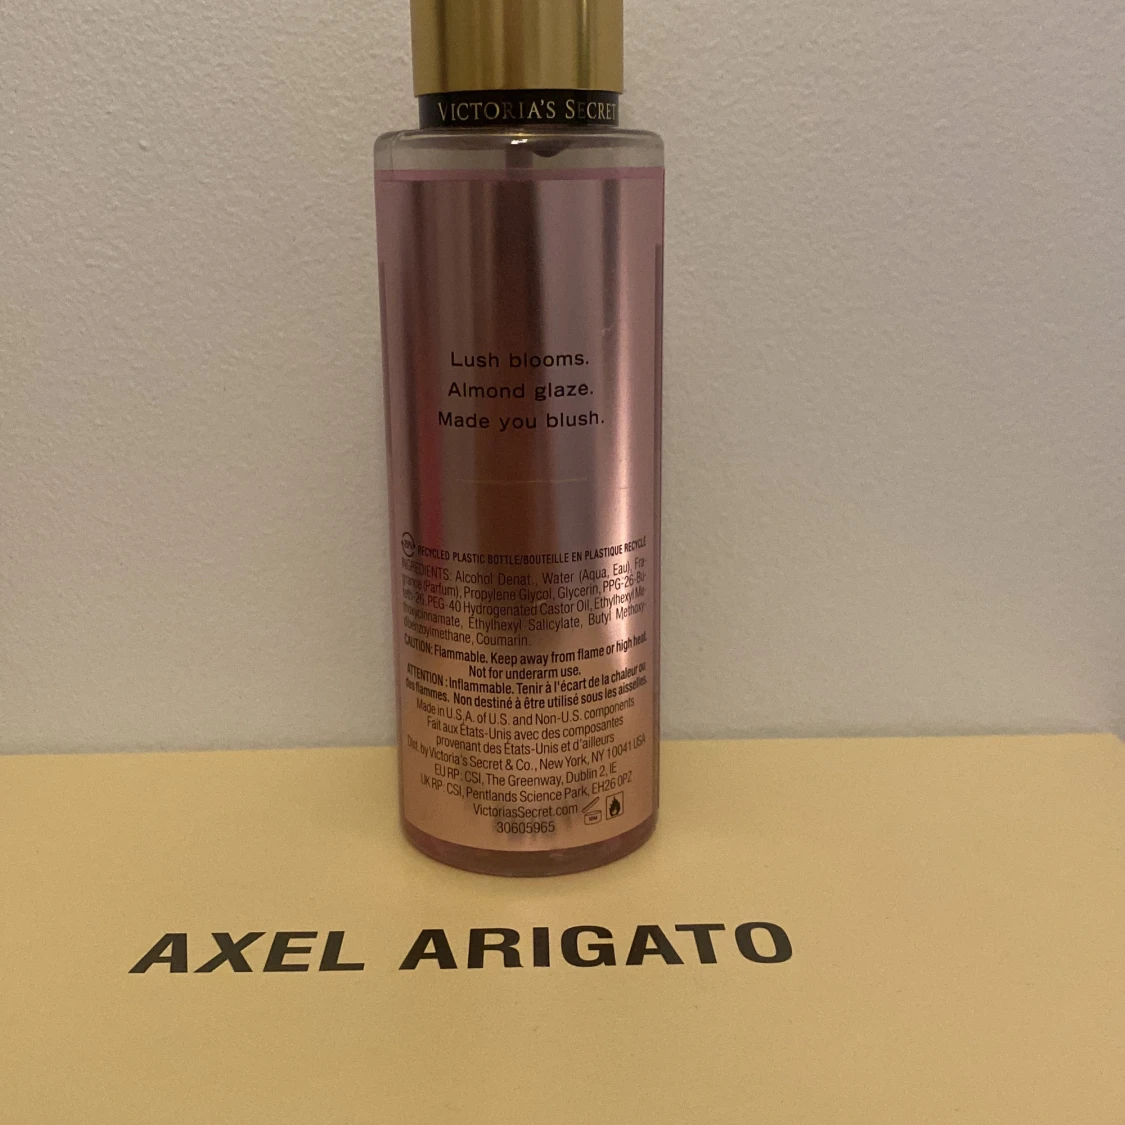 VICTORIA'S SECRET
Lush blooms.
Almond glaze.
Made you blush.
RECYCLED PLASTIC BOTTLE/BOUTEILLE EN PLASTIQUE RECYCLÉ
INGREDIENTS: Alcohol Denat., Water (Aqua, Eau), Fra-
grance (Parfum), Propylene Glycol, Glycerin, PPG-26-Bu-
teth-26, PEG-40 Hydrogenated Castor Oil, Ethylhexyl Me-
thoxycinnamate, Ethylhexyl Salicylate, Butyl Methoxy-
dibenzoylmethane, Coumarin.
CAUTION: Flammable. Keep away from flame or high heat.
Not for underarm use.
ATTENTION : Inflammable. Tenir à l'écart de la chaleur ou
des flammes. Non destiné à être utilisé sous les aisselles.
Made in U.S.A. of U.S. and Non-U.S. components
Fait aux États-Unis avec des composantes
provenant des États-Unis et d'ailleurs
Dist. by Victoria's Secret & Co., New York, NY 10041 USA
EU RP: CSI, The Greenway, Dublin 2, IE
UK RP: CSI, Pentlands Science Park, EH26 0PZ
VictoriasSecret.com
30605965
AXEL ARIGATO